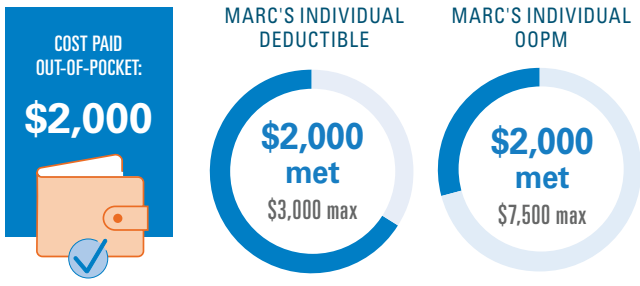 COST PAID
OUT-OF-POCKET:
$2,000
MARC'S INDIVIDUAL
DEDUCTIBLE
$2,000
met
$3,000 max
MARC'S INDIVIDUAL
OOPM
$2,000
met
$7,500 max